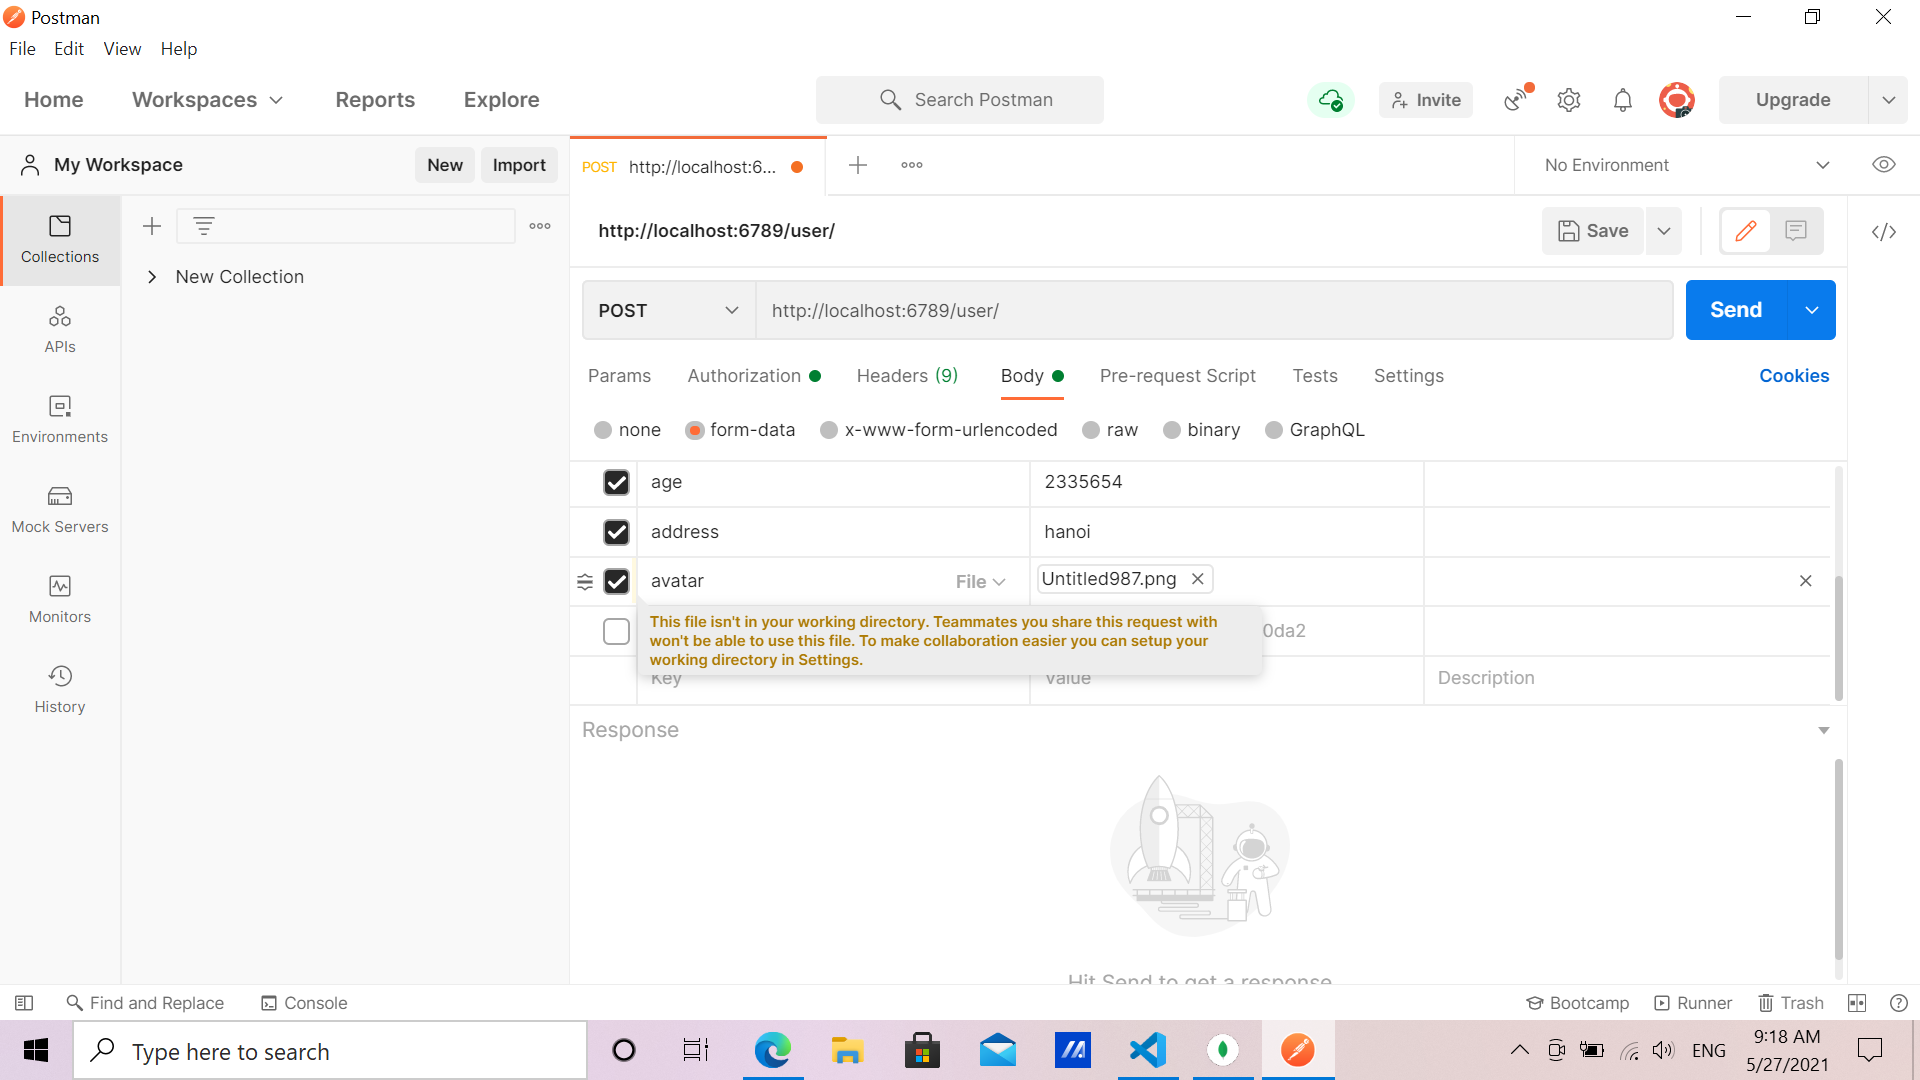 Postman
File Edit View Help
Home Workspaces Reports Explore
Search Postman
Invite
Upgrade
My Workspace
New Import
POST http://localhost:6...
No Environment
Collections
APIs
Environments
Mock Servers
Monitors
History
New Collection
http://localhost:6789/user/
Save
POST http://localhost:6789/user/
Send
Params Authorization Headers (9) Body Pre-request Script Tests Settings
Cookies
none form-data x-www-form-urlencoded raw binary GraphQL
age 2335654
address hanoi
avatar File Untitled987.png
This file isn't in your working directory. Teammates you share this request with
won't be able to use this file. To make collaboration easier you can setup your
working directory in Settings.
0da2
Key Value Description
Response
Hit Send to get a response
Find and Replace Console
Bootcamp Runner Trash
Type here to search
ENG
9:18 AM
5/27/2021